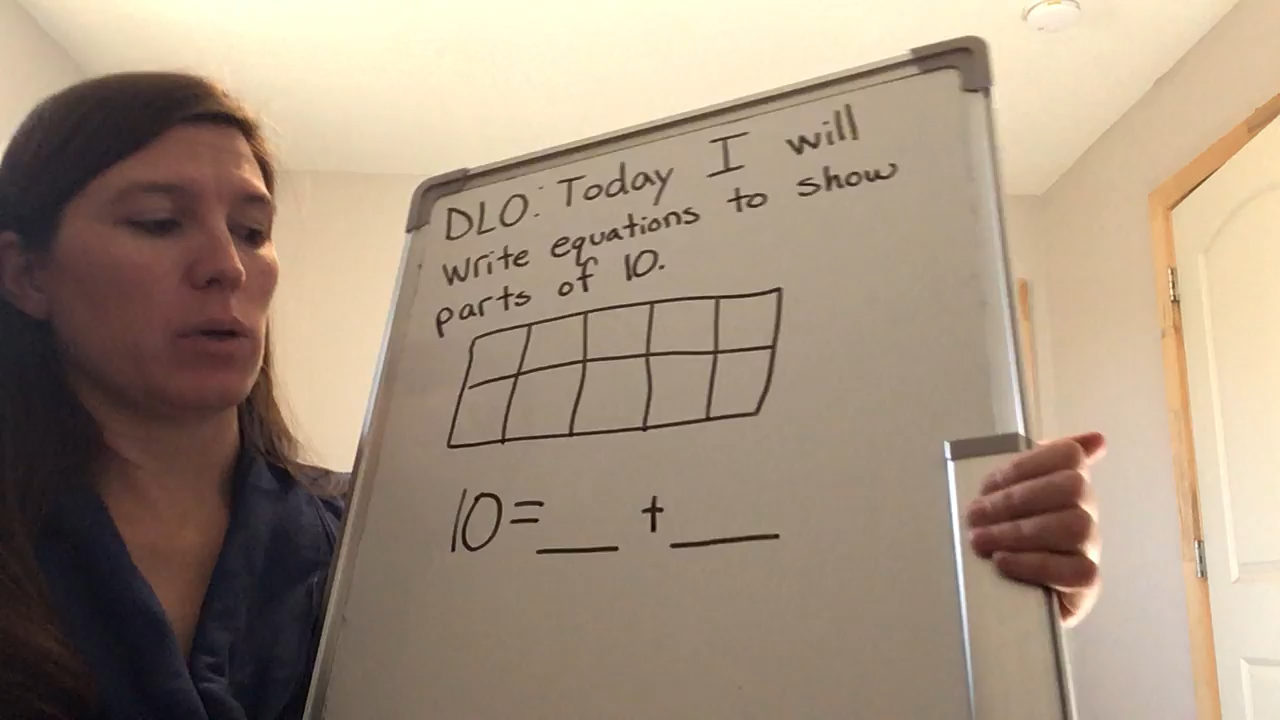 DLO: Today I will
write equations to show
parts of 10.
10=___ + ___